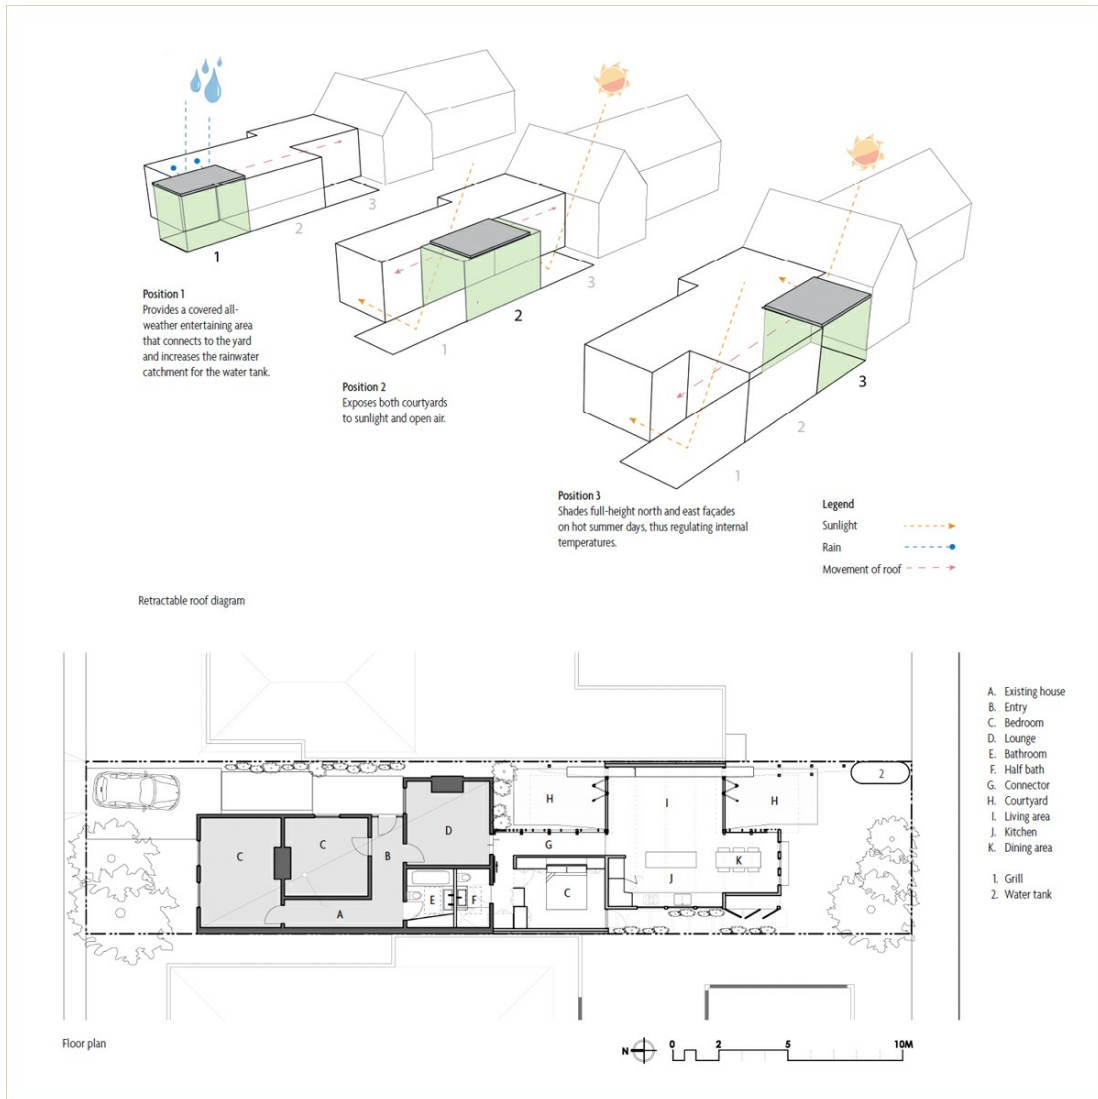 1
2
3
Position 1
Provides a covered all-
weather entertaining area
that connects to the yard
and increases the rainwater
catchment for the water tank.
1
2
3
Position 2
Exposes both courtyards
to sunlight and open air.
1
2
3
Position 3
Shades full-height north and east façades
on hot summer days, thus regulating internal
temperatures.
Legend
Sunlight
Rain
Movement of roof
Retractable roof diagram
A. Existing house
B. Entry
C. Bedroom
D. Lounge
E. Bathroom
F. Half bath
G. Connector
H. Courtyard
I. Living area
J. Kitchen
K. Dining area
1. Grill
2. Water tank
2
H
I
H
D
C
C
B
G
K
J
C
E
F
A
Floor plan
N
0
2
5
10M